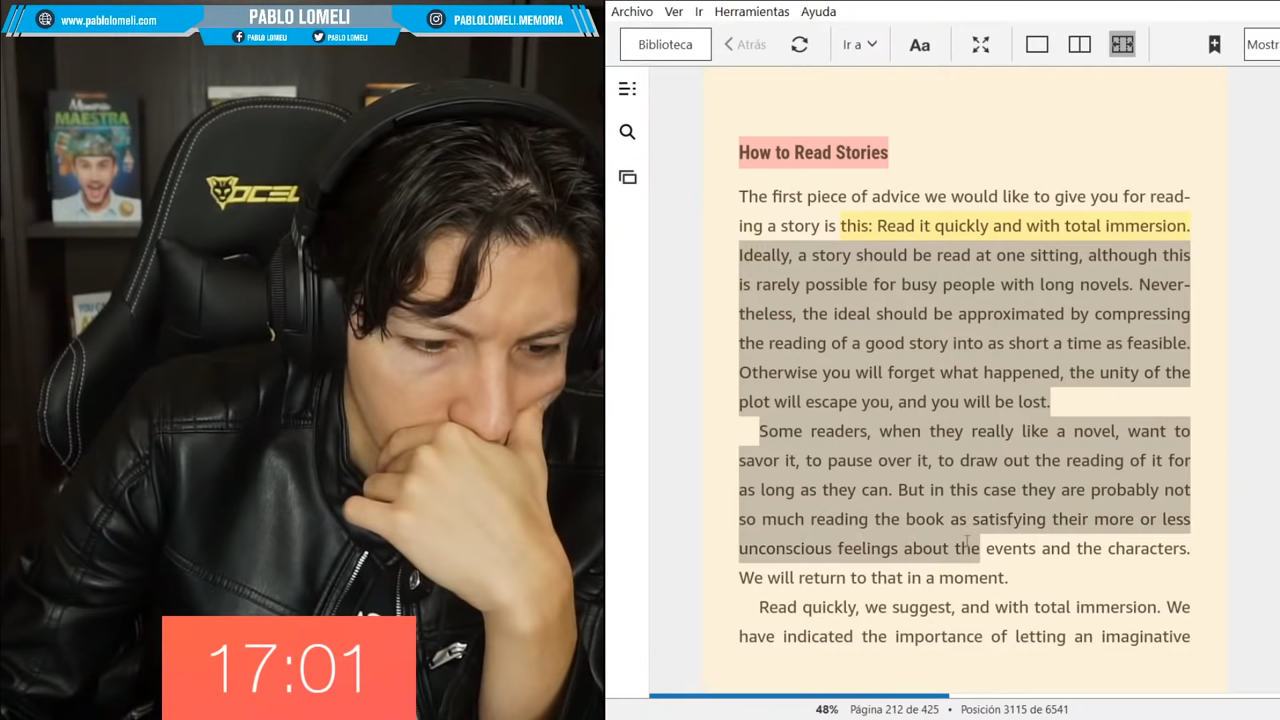 www.pablolomeli.com
PABLO LOMELI
PABLOLOMELI.MEMORIA
PABLO LOMELI
PABLO LOMELI
Memoria
MAESTRA
OCEL
YOU CAN
17:01
Archivo Ver Ir Herramientas Ayuda
Biblioteca
Atrás
Ir a
Aa
Mostr
How to Read Stories
The first piece of advice we would like to give you for read-
ing a story is this: Read it quickly and with total immersion.
Ideally, a story should be read at one sitting, although this
is rarely possible for busy people with long novels. Never-
theless, the ideal should be approximated by compressing
the reading of a good story into as short a time as feasible.
Otherwise you will forget what happened, the unity of the
plot will escape you, and you will be lost.
Some readers, when they really like a novel, want to
savor it, to pause over it, to draw out the reading of it for
as long as they can. But in this case they are probably not
so much reading the book as satisfying their more or less
unconscious feelings about the events and the characters.
We will return to that in a moment.
Read quickly, we suggest, and with total immersion. We
have indicated the importance of letting an imaginative
48% Página 212 de 425 • Posición 3115 de 6541